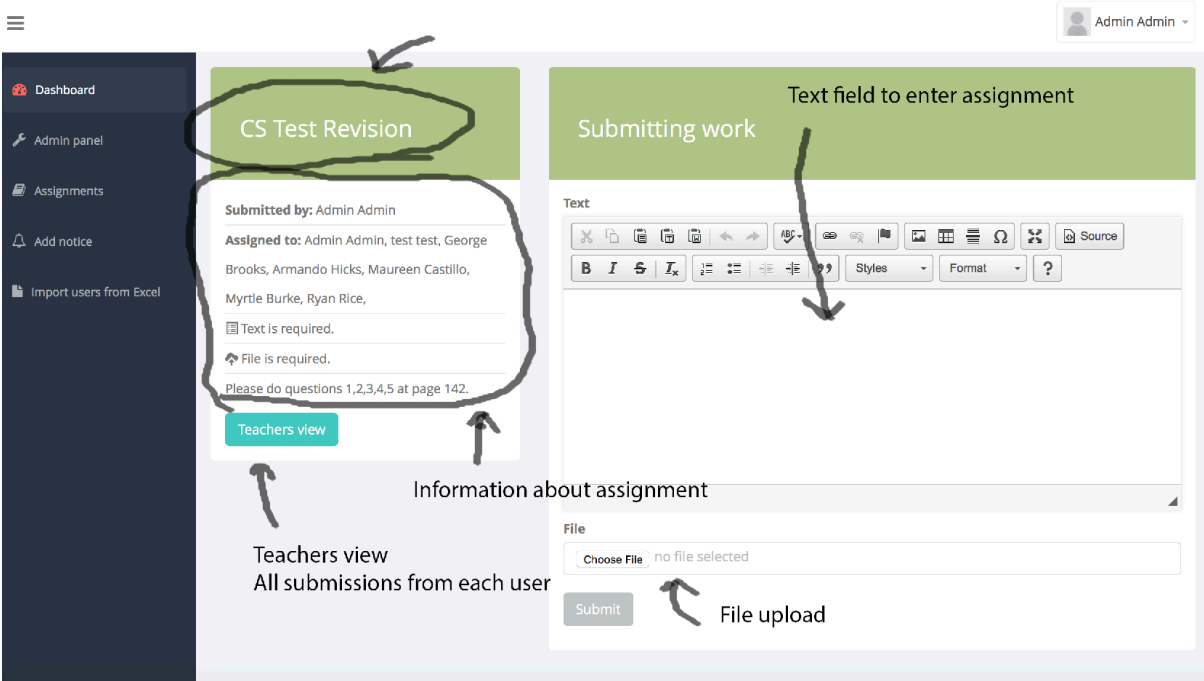 Admin Admin
Dashboard
Admin panel
Assignments
Add notice
Import users from Excel
CS Test Revision
Submitted by: Admin Admin
Assigned to: Admin Admin, test test, George
Brooks, Armando Hicks, Maureen Castillo,
Myrtle Burke, Ryan Rice,
Text is required.
File is required.
Please do questions 1,2,3,4,5 at page 142.
Teachers view
Information about assignment
Teachers view
All submissions from each user
Text field to enter assignment
Submitting work
Text
ABC
Ω
Source
B I S Ix
Styles
Format
?
File
Choose File no file selected
Submit
File upload